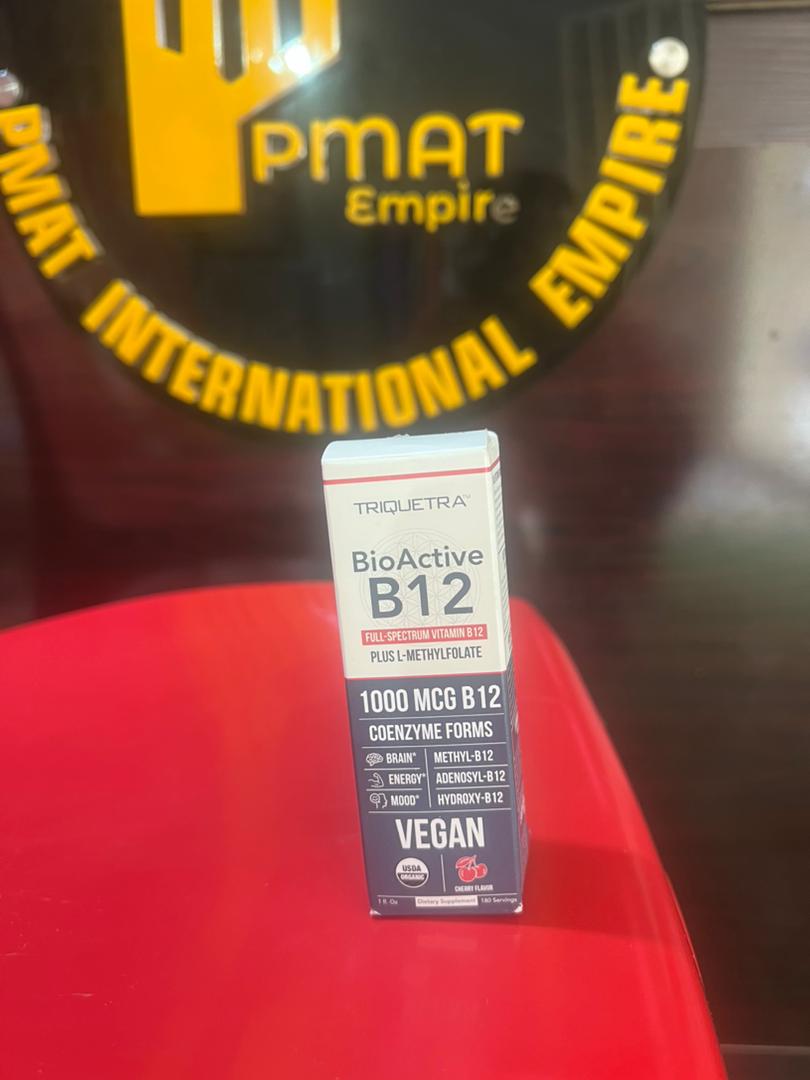 PMAT
Empire
PMAT INTERNATIONAL EMPIRE
TRIQUETRA™
BioActive
B12
FULL-SPECTRUM VITAMIN B12
PLUS L-METHYLFOLATE
1000 MCG B12
COENZYME FORMS
BRAIN* METHYL-B12
ENERGY* ADENOSYL-B12
MOOD* HYDROXY-B12
VEGAN
USDA
ORGANIC
CHERRY FLAVOR
1 fl. Oz Dietary Supplement 180 Servings